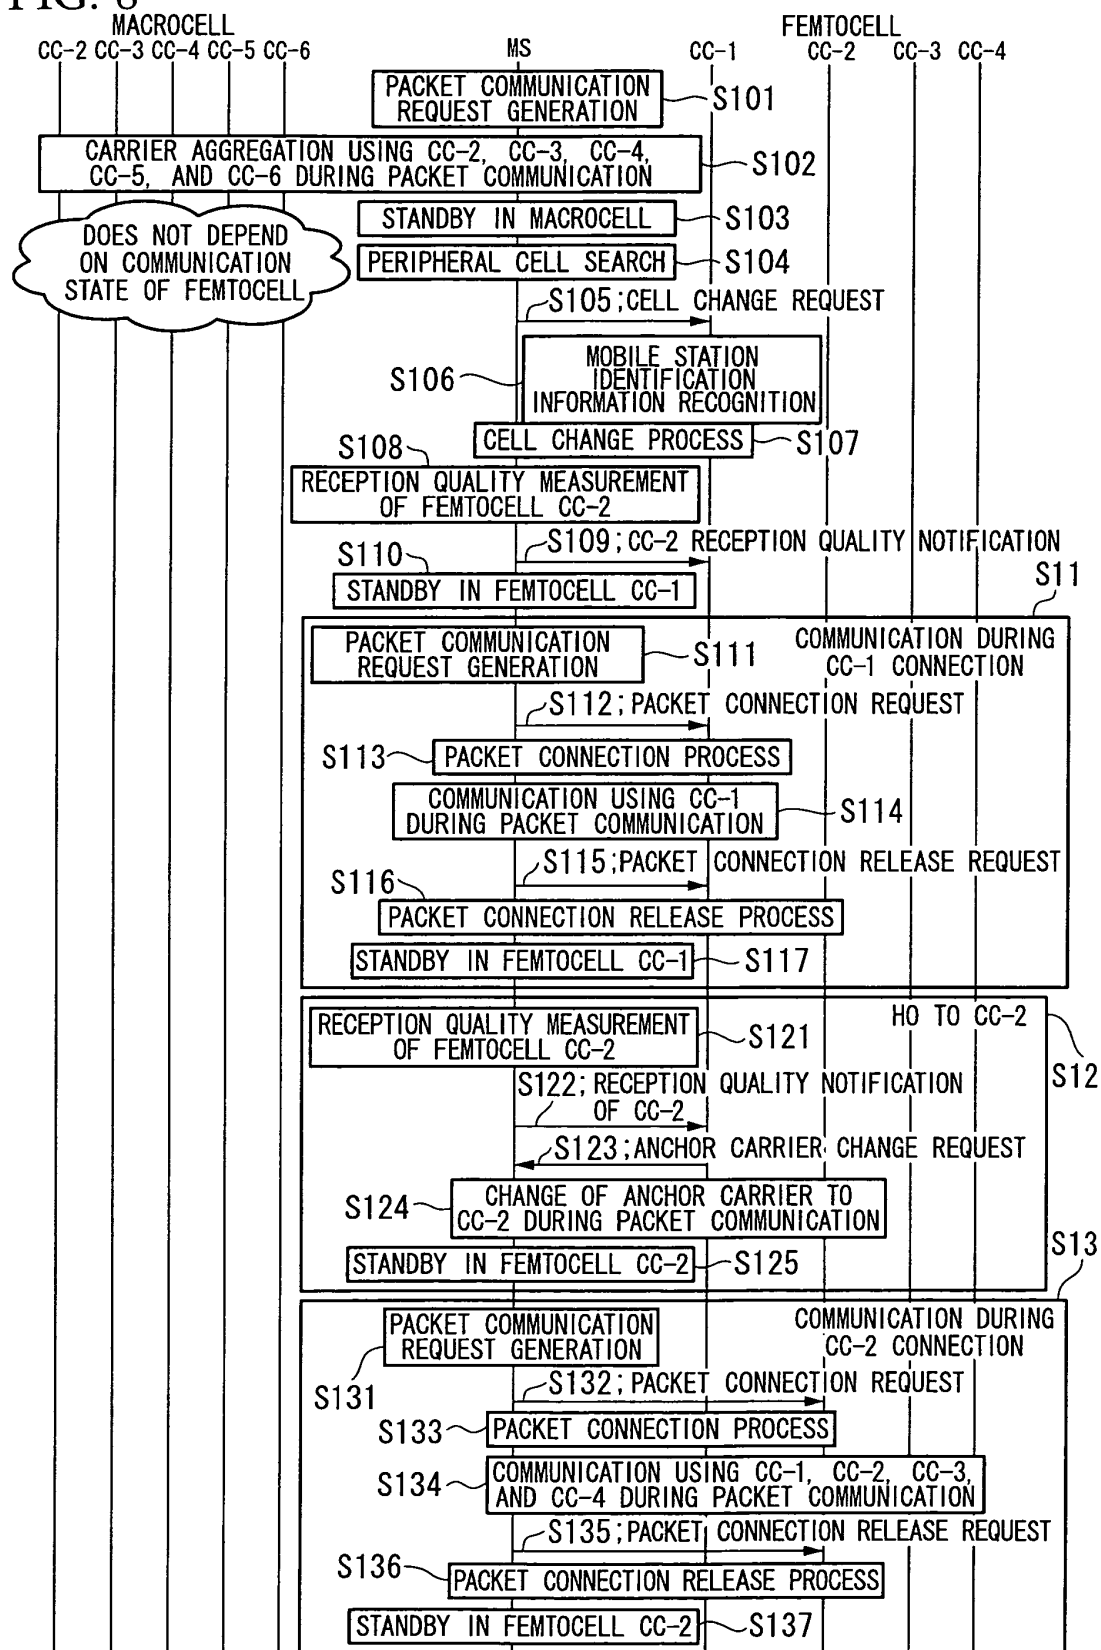 FIG. 8
MACROCELL
FEMTOCELL
CC-2 CC-3 CC-4 CC-5 CC-6 MS CC-1 CC-2 CC-3 CC-4
PACKET COMMUNICATION
REQUEST GENERATION
S101
CARRIER AGGREGATION USING CC-2, CC-3, CC-4,
CC-5, AND CC-6 DURING PACKET COMMUNICATION
S102
STANDBY IN MACROCELL
S103
DOES NOT DEPEND
ON COMMUNICATION
STATE OF FEMTOCELL
PERIPHERAL CELL SEARCH
S104
S105;CELL CHANGE REQUEST
S106
MOBILE STATION
IDENTIFICATION
INFORMATION RECOGNITION
CELL CHANGE PROCESS
S107
S108
RECEPTION QUALITY MEASUREMENT
OF FEMTOCELL CC-2
S109;CC-2 RECEPTION QUALITY NOTIFICATION
S110
STANDBY IN FEMTOCELL CC-1
S11
COMMUNICATION DURING
CC-1 CONNECTION
PACKET COMMUNICATION
REQUEST GENERATION
S111
S112;PACKET CONNECTION REQUEST
S113
PACKET CONNECTION PROCESS
COMMUNICATION USING CC-1
DURING PACKET COMMUNICATION
S114
S115;PACKET CONNECTION RELEASE REQUEST
S116
PACKET CONNECTION RELEASE PROCESS
STANDBY IN FEMTOCELL CC-1
S117
HO TO CC-2
S12
RECEPTION QUALITY MEASUREMENT
OF FEMTOCELL CC-2
S121
S122;RECEPTION QUALITY NOTIFICATION
OF CC-2
S123;ANCHOR CARRIER CHANGE REQUEST
S124
CHANGE OF ANCHOR CARRIER TO
CC-2 DURING PACKET COMMUNICATION
STANDBY IN FEMTOCELL CC-2
S125
S13
COMMUNICATION DURING
CC-2 CONNECTION
PACKET COMMUNICATION
REQUEST GENERATION
S131
S132;PACKET CONNECTION REQUEST
S133
PACKET CONNECTION PROCESS
S134
COMMUNICATION USING CC-1, CC-2, CC-3,
AND CC-4 DURING PACKET COMMUNICATION
S135;PACKET CONNECTION RELEASE REQUEST
S136
PACKET CONNECTION RELEASE PROCESS
STANDBY IN FEMTOCELL CC-2
S137